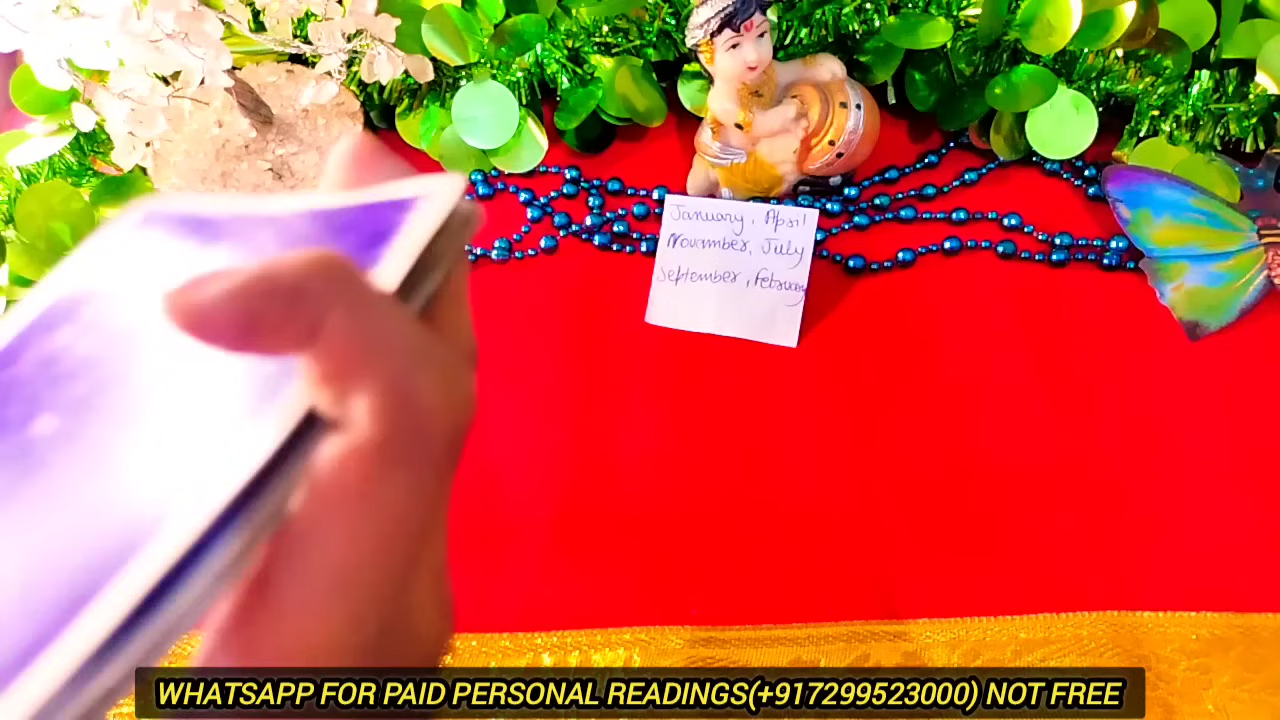 January, April
November, July
September, February
WHATSAPP FOR PAID PERSONAL READINGS(+917299523000) NOT FREE